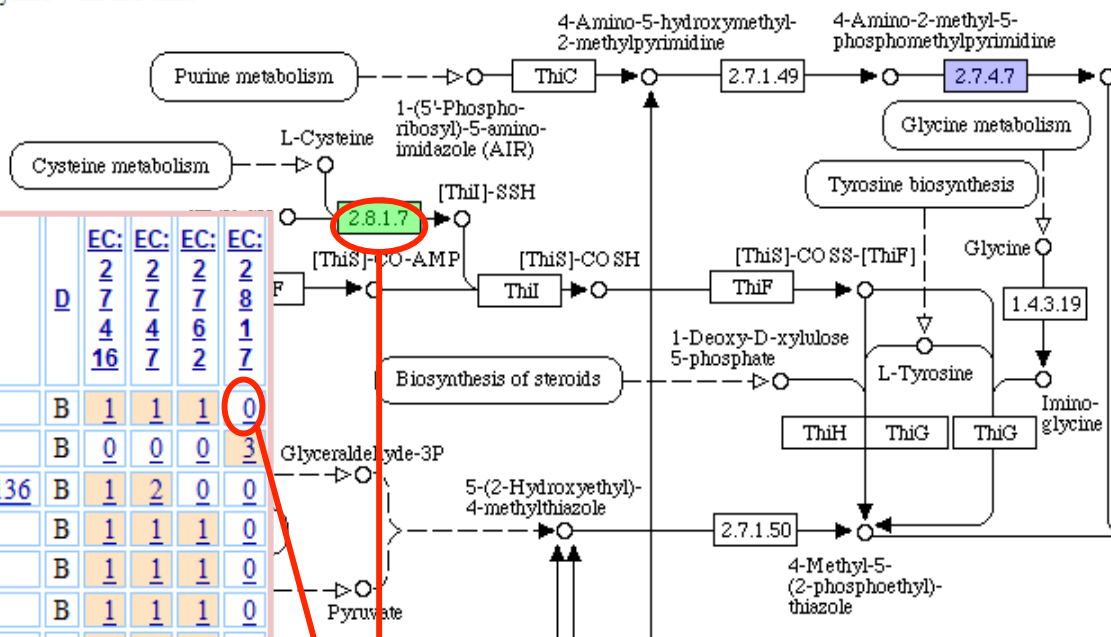 4-Amino-5-hydroxymethyl-
2-methylpyrimidine
4-Amino-2-methyl-5-
phosphomethylpyrimidine
Purine metabolism
ThiC
2.7.1.49
2.7.4.7
1-(5'-Phospho-
ribosyl)-5-amino-
imidazole (AIR)
Glycine metabolism
L-Cysteine
Cysteine metabolism
Tyrosine biosynthesis
[ThiI]-SSH
2.8.1.7
Glycine
[ThiS]-CO-AMP
[ThiS]-COSH
[ThiS]-COSS-[ThiF]
F
ThiI
ThiF
1.4.3.19
1-Deoxy-D-xylulose
5-phosphate
Biosynthesis of steroids
L-Tyrosine
Imino-
glycine
ThiH
ThiG
ThiG
Glyceraldehyde-3P
5-(2-Hydroxyethyl)-
4-methylthiazole
2.7.1.50
4-Methyl-5-
(2-phosphoethyl)-
thiazole
Pyruvate
EC: EC: EC: EC:
2 2 2 2
D 7 7 7 8
4 4 6 1
16 7 2 7
B 1 1 1 0
B 0 0 0 3
136 B 1 2 0 0
B 1 1 1 0
B 1 1 1 0
B 1 1 1 0